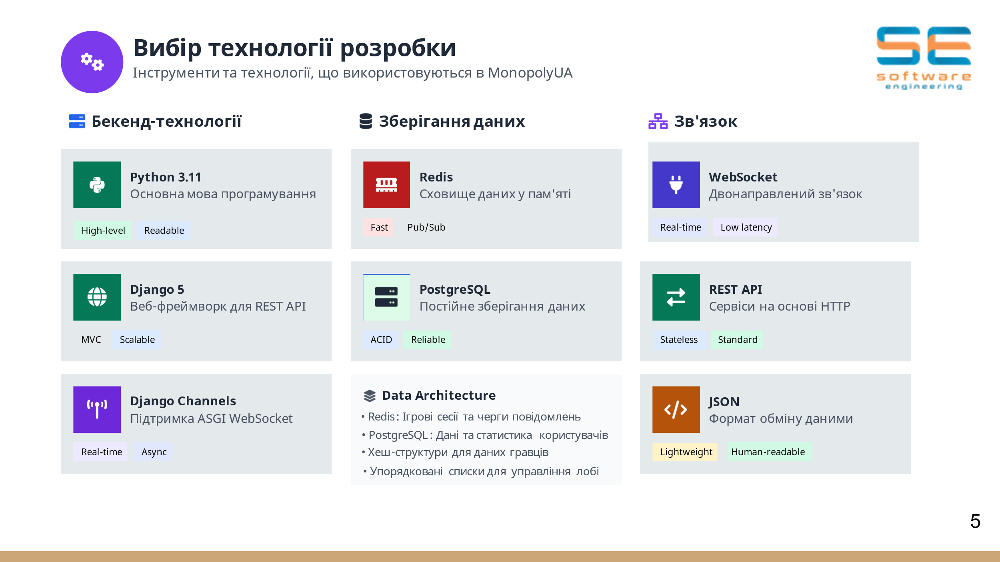 Вибір технології розробки
Інструменти та технології, що використовуються в MonopolyUA
SE
software
engineering
Бекенд-технології
Python 3.11
Основна мова програмування
High-level
Readable
Django 5
Веб-фреймворк для REST API
MVC
Scalable
Django Channels
Підтримка ASGI WebSocket
Real-time
Async
Зберігання даних
Redis
Сховище даних у пам'яті
Fast
Pub/Sub
PostgreSQL
Постійне зберігання даних
ACID
Reliable
Data Architecture
• Redis: Ігрові сесії та черги повідомлень
• PostgreSQL: Дані та статистика користувачів
• Хеш-структури для даних гравців
• Упорядковані списки для управління лобі
Зв'язок
WebSocket
Двонаправлений зв'язок
Real-time
Low latency
REST API
Сервіси на основі HTTP
Stateless
Standard
JSON
Формат обміну даними
Lightweight
Human-readable
5